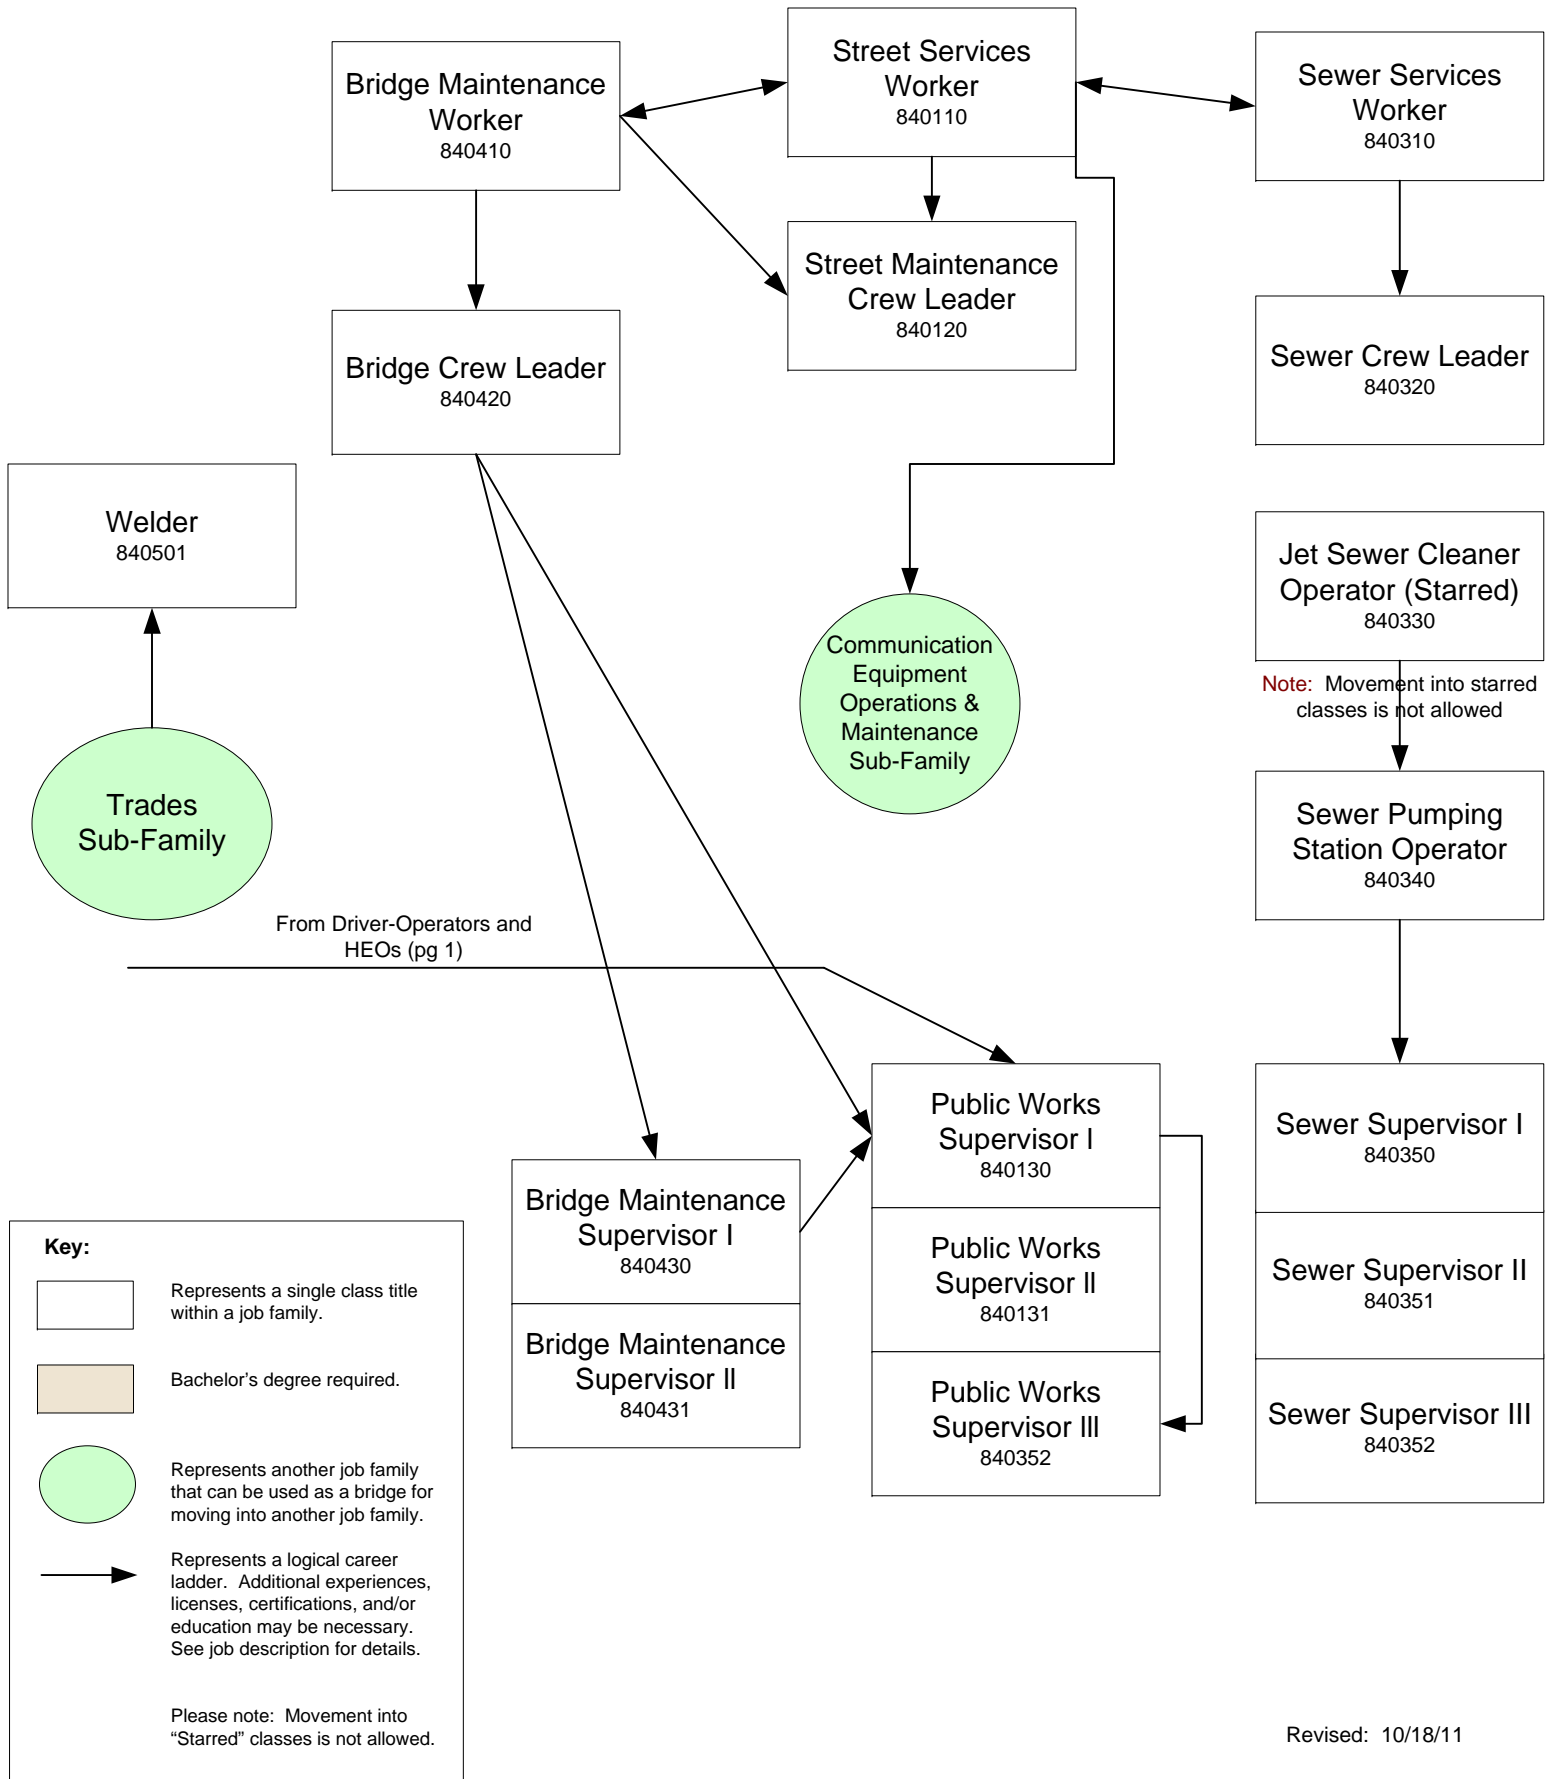 Bridge Maintenance
Worker
840410
Street Services
Worker
840110
Sewer Services
Worker
840310
Street Maintenance
Crew Leader
840120
Bridge Crew Leader
840420
Sewer Crew Leader
840320
Welder
840501
Jet Sewer Cleaner
Operator (Starred)
840330
Note:  Movement into starred
classes is not allowed
Communication
Equipment
Operations &
Maintenance
Sub-Family
Trades
Sub-Family
Sewer Pumping
Station Operator
840340
From Driver-Operators and
HEOs (pg 1)
Public Works
Supervisor I
840130
Public Works
Supervisor II
840131
Public Works
Supervisor III
840352
Sewer Supervisor I
840350
Sewer Supervisor II
840351
Sewer Supervisor III
840352
Bridge Maintenance
Supervisor I
840430
Bridge Maintenance
Supervisor II
840431
Key:
Represents a single class title
within a job family.
Bachelor’s degree required.
Represents another job family
that can be used as a bridge for
moving into another job family.
Represents a logical career
ladder.  Additional experiences,
licenses, certifications, and/or
education may be necessary.
See job description for details.
Please note:  Movement into
“Starred” classes is not allowed.
Revised:  10/18/11